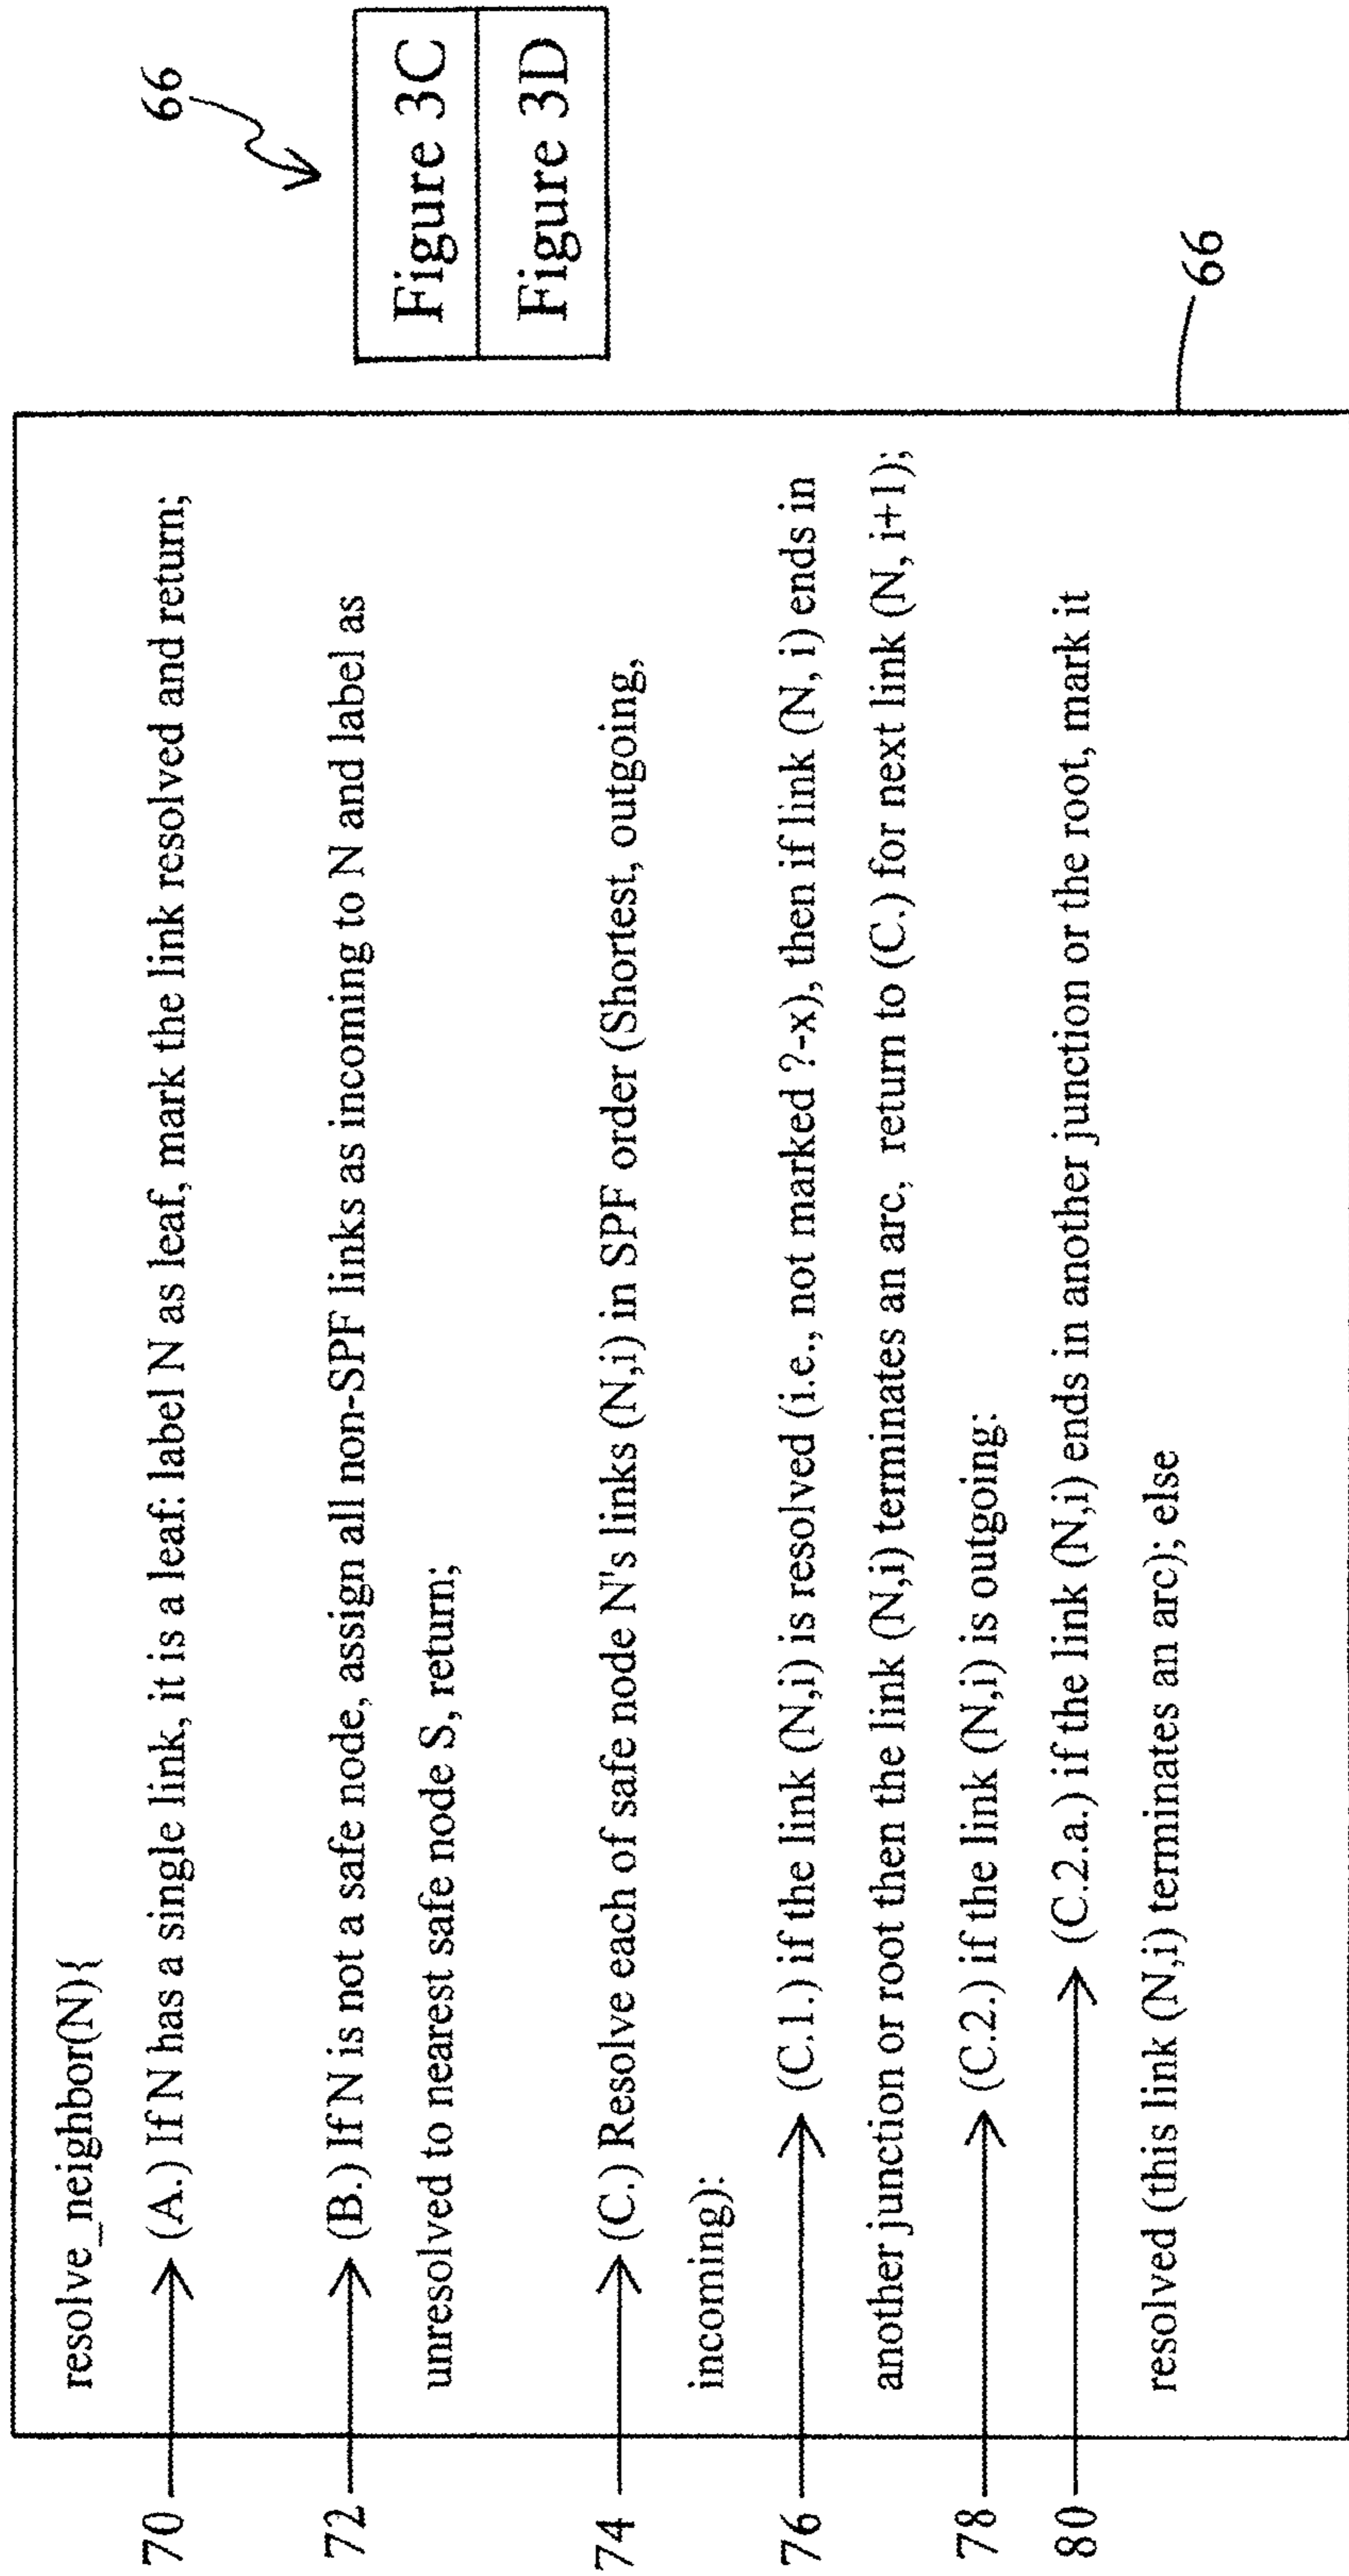 resolve_neighbor(N){
70 (A.) If N has a single link, it is a leaf: label N as leaf, mark the link resolved and return;
72 (B.) If N is not a safe node, assign all non-SPF links as incoming to N and label as
unresolved to nearest safe node S, return;
74 (C.) Resolve each of safe node N's links (N,i) in SPF order (Shortest, outgoing,
incoming):
76 (C.1.) if the link (N,i) is resolved (i.e., not marked ?-x), then if link (N, i) ends in
another junction or root then the link (N,i) terminates an arc, return to (C.) for next link (N, i+1);
78 (C.2.) if the link (N,i) is outgoing:
80 (C.2.a.) if the link (N,i) ends in another junction or the root, mark it
resolved (this link (N,i) terminates an arc); else
66
66
Figure 3C
Figure 3D